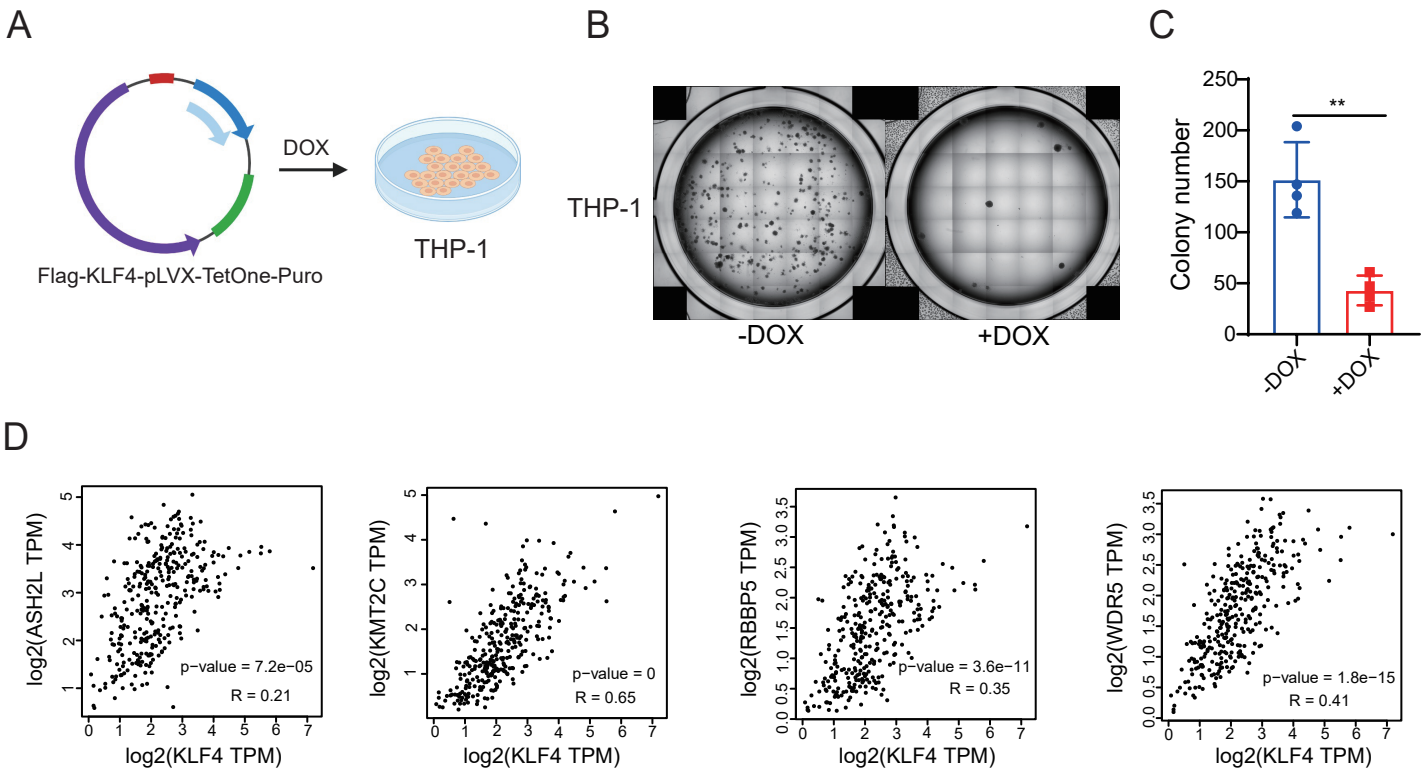 A
B
C
DOX
Flag-KLF4-pLVX-TetOne-Puro
THP-1
THP-1
-DOX
+DOX
Colony number
250
200
150
100
50
0
**
-DOX
+DOX
D
log2(ASH2L TPM)
5
4
3
2
1
p−value = 7.2e−05
R = 0.21
0 1 2 3 4 5 6 7
log2(KLF4 TPM)
log2(KMT2C TPM)
5
4
3
2
1
p−value = 0
R = 0.65
0 1 2 3 4 5 6 7
log2(KLF4 TPM)
log2(RBBP5 TPM)
3.5
3.0
2.5
2.0
1.5
1.0
0.5
0.0
p−value = 3.6e−11
R = 0.35
0 1 2 3 4 5 6 7
log2(KLF4 TPM)
log2(WDR5 TPM)
3.5
3.0
2.5
2.0
1.5
1.0
0.5
0.0
p−value = 1.8e−15
R = 0.41
0 1 2 3 4 5 6 7
log2(KLF4 TPM)